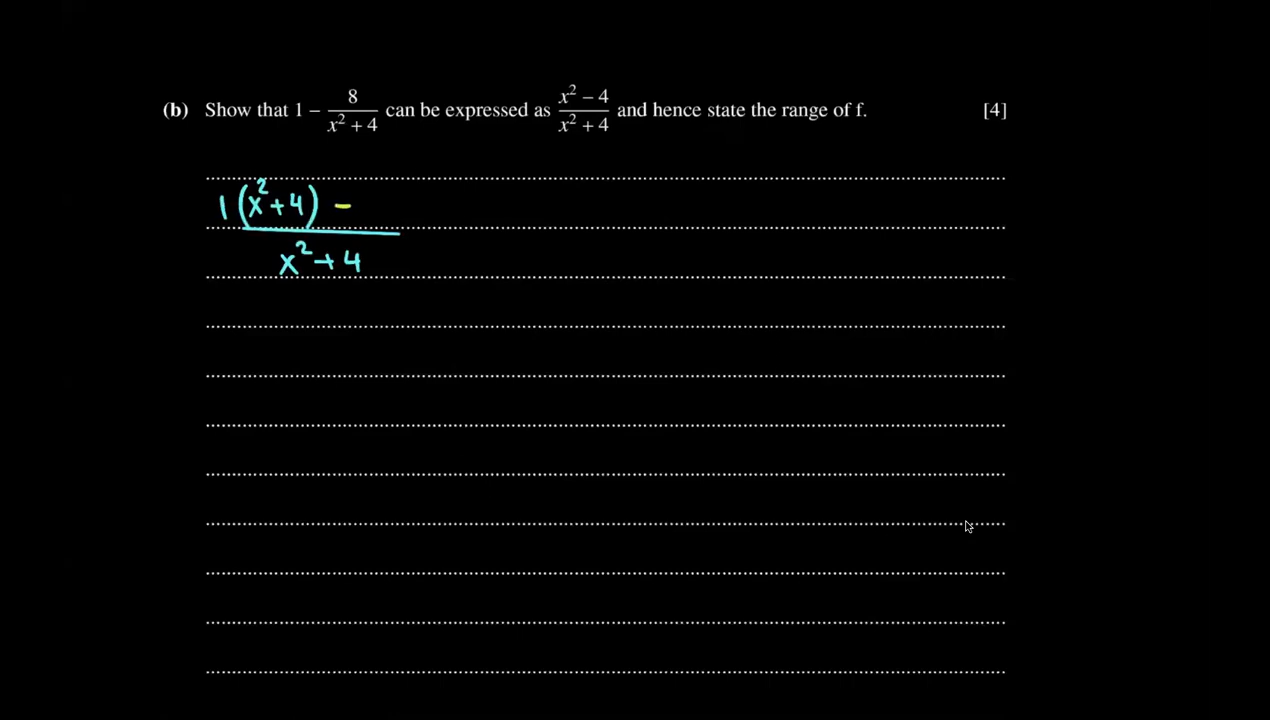 (b) Show that 1 − 8/(x² + 4) can be expressed as (x² − 4)/(x² + 4) and hence state the range of f. [4]
1(x²+4) −
x²+4